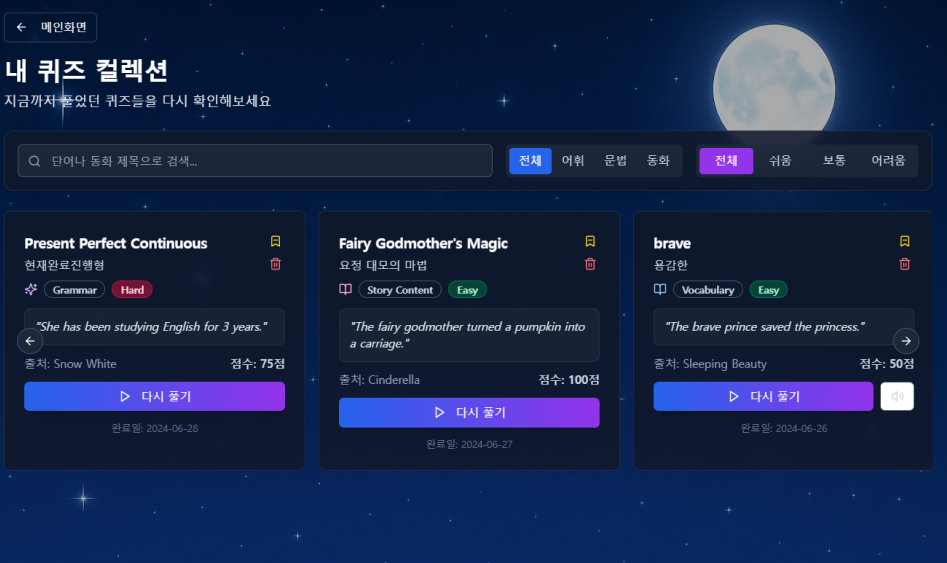 메인화면
내 퀴즈 컬렉션
지금까지 풀었던 퀴즈들을 다시 확인해보세요
단어나 동화 제목으로 검색...
전체 어휘 문법 동화
전체 쉬움 보통 어려움
Present Perfect Continuous
현재완료진행형
Grammar Hard
"She has been studying English for 3 years."
출처: Snow White 점수: 75점
다시 풀기
완료일: 2024-06-28
Fairy Godmother's Magic
요정 대모의 마법
Story Content Easy
"The fairy godmother turned a pumpkin into
a carriage."
출처: Cinderella 점수: 100점
다시 풀기
완료일: 2024-06-27
brave
용감한
Vocabulary Easy
"The brave prince saved the princess."
출처: Sleeping Beauty 점수: 50점
다시 풀기
완료일: 2024-06-26